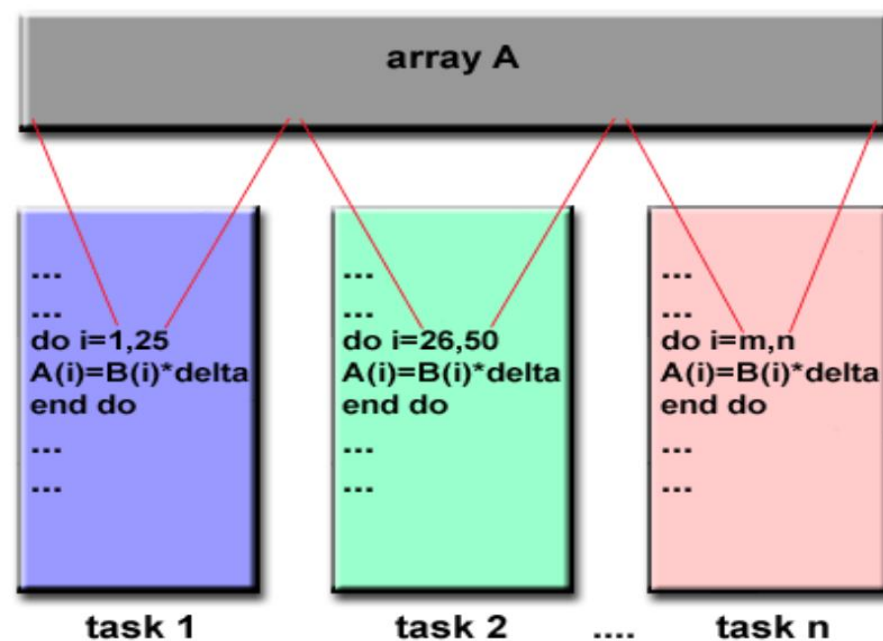 array A
...
...
do i=1,25
A(i)=B(i)*delta
end do
...
...
...
...
do i=26,50
A(i)=B(i)*delta
end do
...
...
...
...
do i=m,n
A(i)=B(i)*delta
end do
...
...
task 1
task 2
....
task n